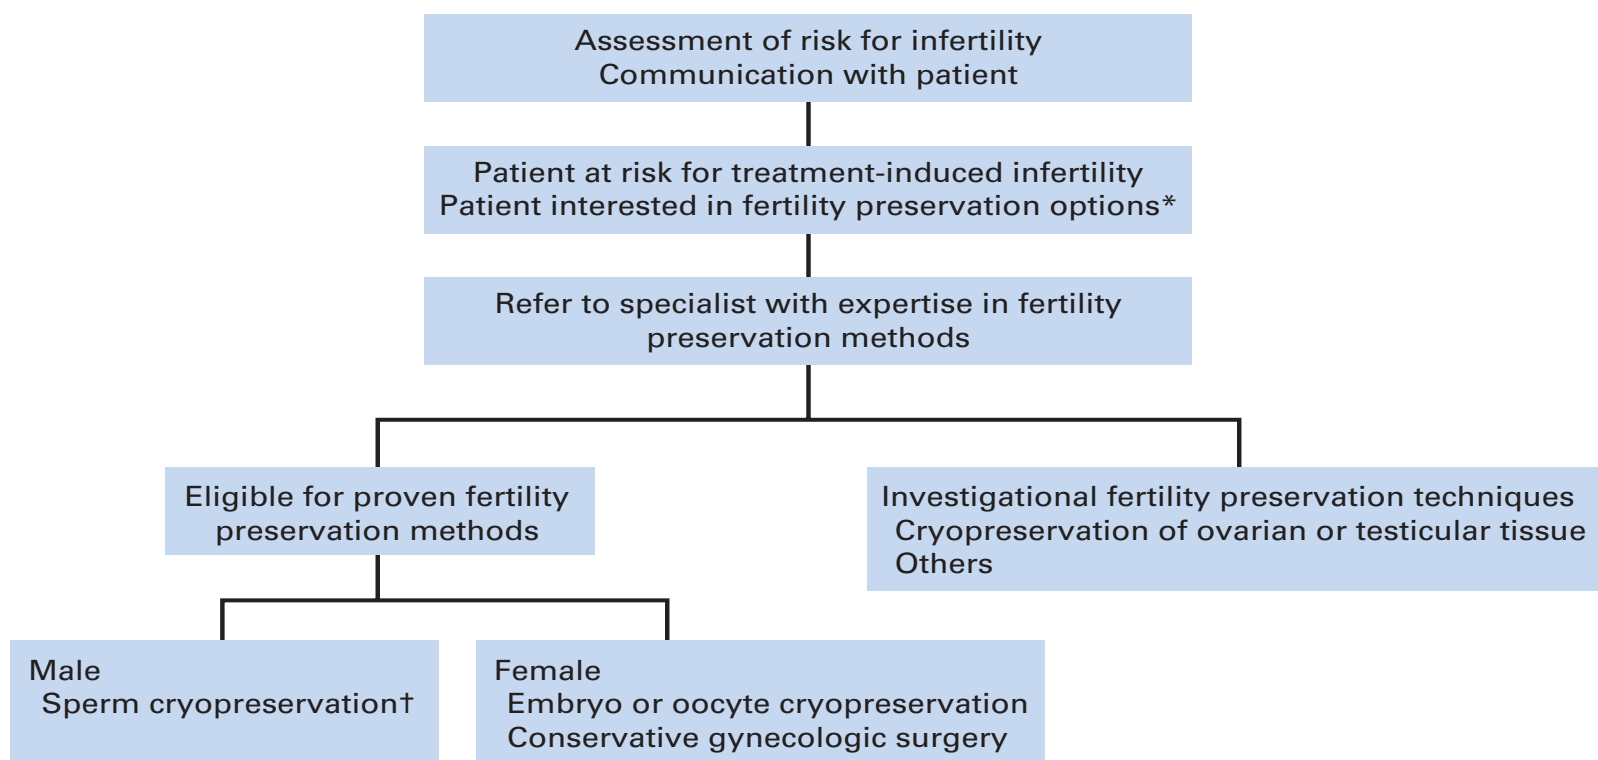 Assessment of risk for infertility
Communication with patient
Patient at risk for treatment-induced infertility
Patient interested in fertility preservation options*
Refer to specialist with expertise in fertility
preservation methods
Eligible for proven fertility
preservation methods
Investigational fertility preservation techniques
Cryopreservation of ovarian or testicular tissue
Others
Male
Sperm cryopreservation†
Female
Embryo or oocyte cryopreservation
Conservative gynecologic surgery